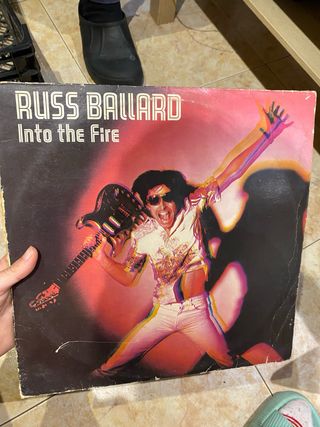 RUSS BALLARD
Into the Fire